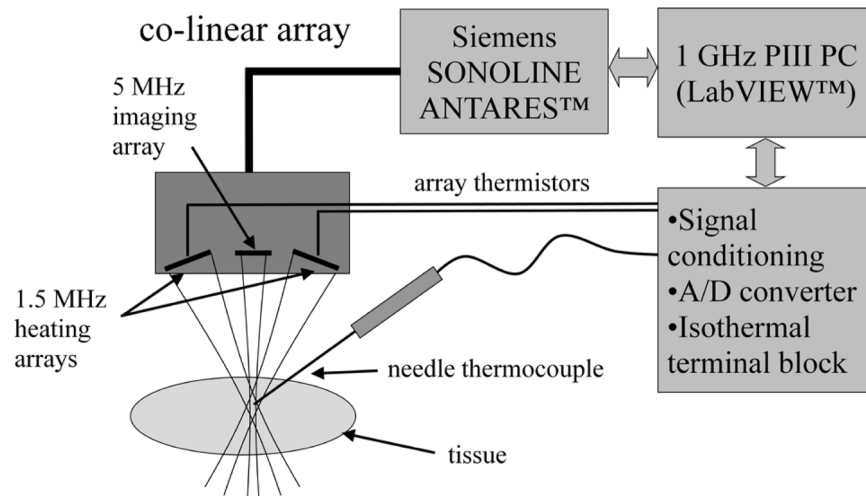 co-linear array
5 MHz
imaging
array
Siemens
SONOLINE
ANTARES™
1 GHz PIII PC
(LabVIEW™)
array thermistors
•Signal
conditioning
•A/D converter
•Isothermal
terminal block
1.5 MHz
heating
arrays
needle thermocouple
tissue